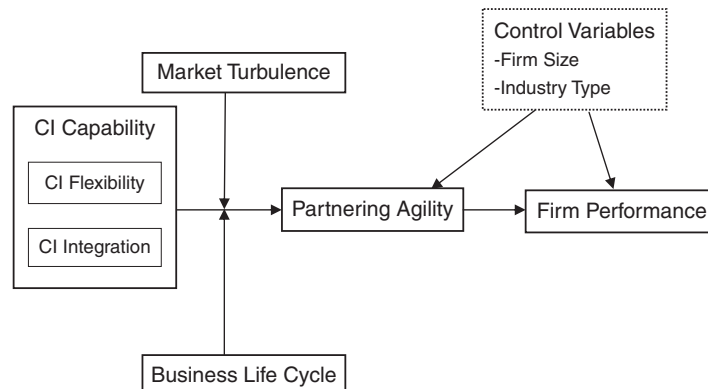 Control Variables
-Firm Size
-Industry Type
Market Turbulence
CI Capability
CI Flexibility
CI Integration
Partnering Agility
Firm Performance
Business Life Cycle